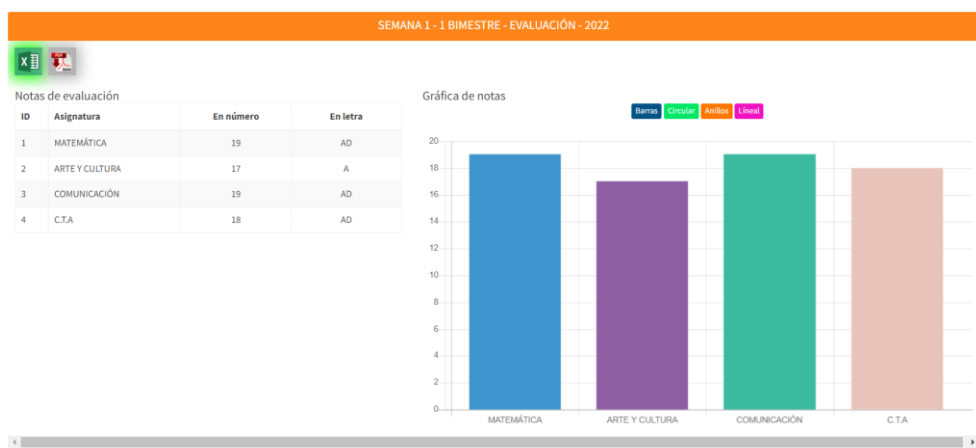 SEMANA 1 - 1 BIMESTRE - EVALUACIÓN - 2022
PDF
Notas de evaluación
ID Asignatura En número En letra
1 MATEMÁTICA 19 AD
2 ARTE Y CULTURA 17 A
3 COMUNICACIÓN 19 AD
4 C.T.A 18 AD
Gráfica de notas
Barras Circular Anillos Líneal
20
18
16
14
12
10
8
6
4
2
0
MATEMÁTICA ARTE Y CULTURA COMUNICACIÓN C.T.A